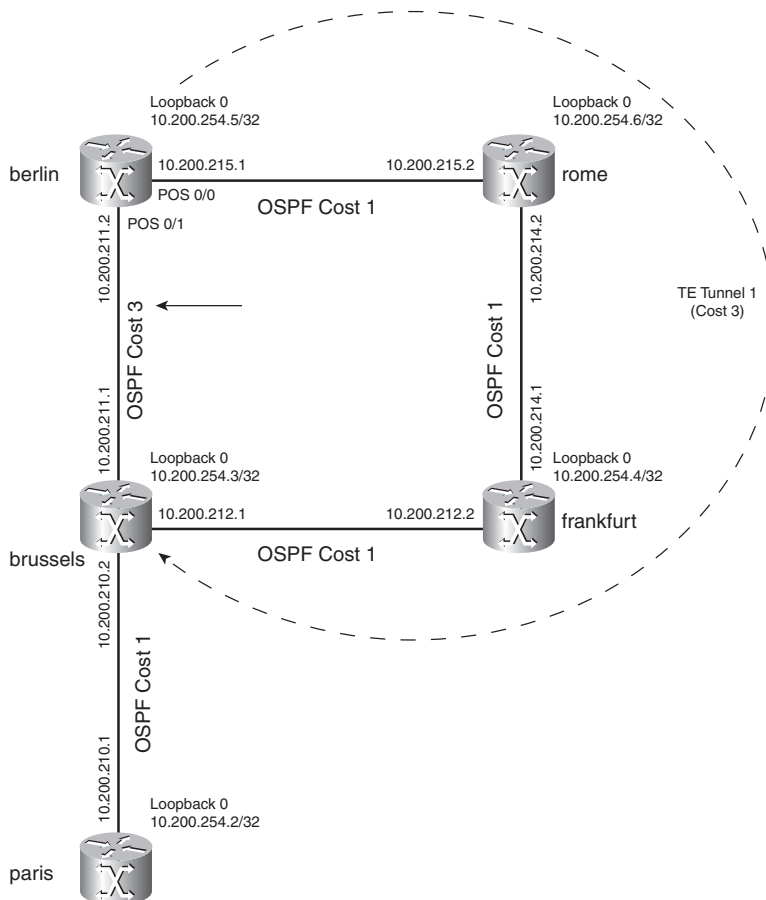 Loopback 0
10.200.254.5/32
Loopback 0
10.200.254.6/32
berlin
10.200.215.1
10.200.215.2
rome
POS 0/0
OSPF Cost 1
POS 0/1
10.200.211.2
10.200.214.2
TE Tunnel 1
(Cost 3)
OSPF Cost 3
OSPF Cost 1
10.200.211.1
10.200.214.1
Loopback 0
10.200.254.3/32
Loopback 0
10.200.254.4/32
10.200.212.1
10.200.212.2
frankfurt
brussels
OSPF Cost 1
10.200.210.2
OSPF Cost 1
10.200.210.1
Loopback 0
10.200.254.2/32
paris